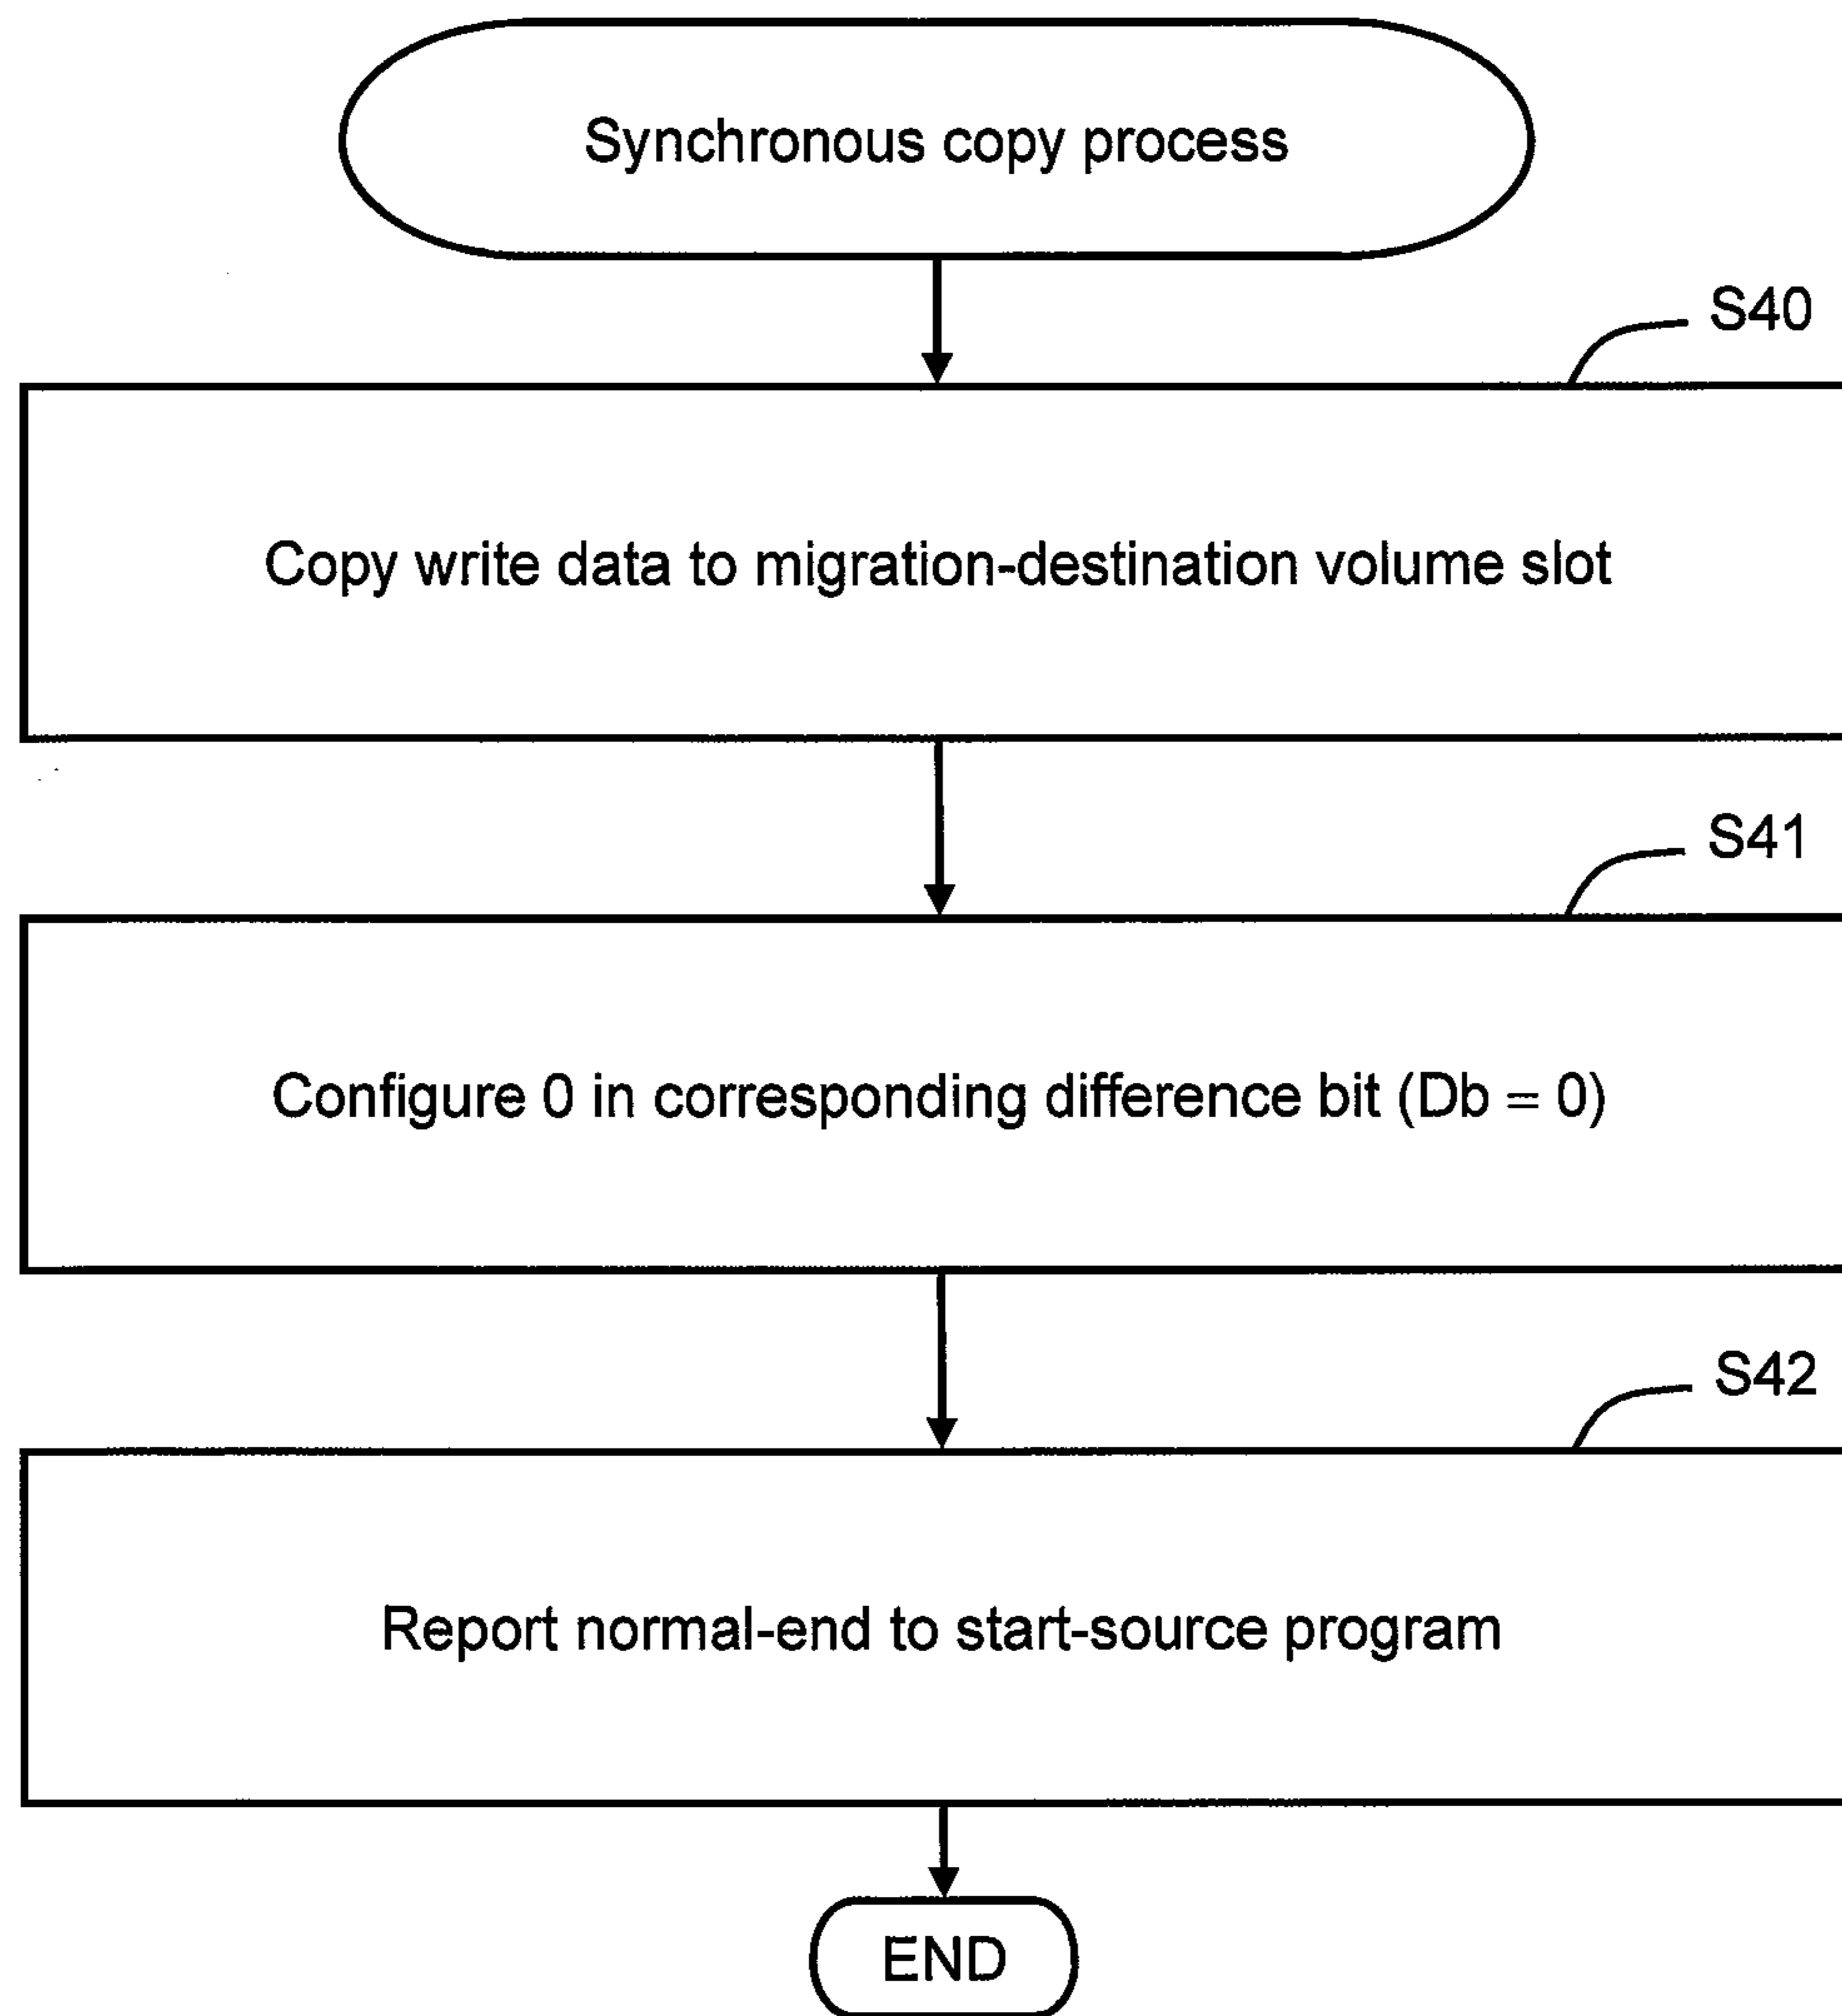 Synchronous copy process
S40
Copy write data to migration-destination volume slot
S41
Configure 0 in corresponding difference bit (Db = 0)
S42
Report normal-end to start-source program
END